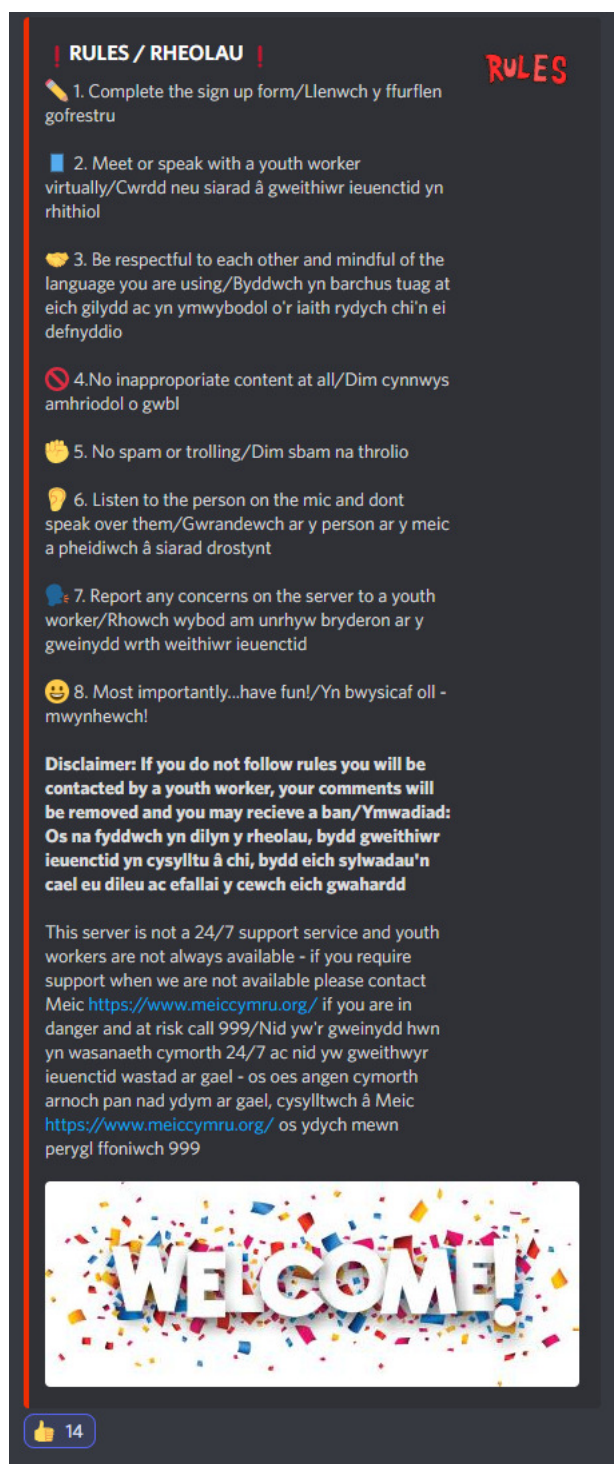 ❗RULES / RHEOLAU❗
RULES
✏️ 1. Complete the sign up form/Llenwch y ffurflen
gofrestru
📘 2. Meet or speak with a youth worker
virtually/Cwrdd neu siarad â gweithiwr ieuenctid yn
rhithiol
🤝 3. Be respectful to each other and mindful of the
language you are using/Byddwch yn barchus tuag at
eich gilydd ac yn ymwybodol o'r iaith rydych chi'n ei
defnyddio
🚫 4.No inapproporiate content at all/Dim cynnwys
amhriodol o gwbl
✊ 5. No spam or trolling/Dim sbam na throlio
👂 6. Listen to the person on the mic and dont
speak over them/Gwrandewch ar y person ar y meic
a pheidiwch â siarad drostynt
🗣️ 7. Report any concerns on the server to a youth
worker/Rhowch wybod am unrhyw bryderon ar y
gweinydd wrth weithiwr ieuenctid
😀 8. Most importantly...have fun!/Yn bwysicaf oll -
mwynhewch!
Disclaimer: If you do not follow rules you will be
contacted by a youth worker, your comments will
be removed and you may recieve a ban/Ymwadiad:
Os na fyddwch yn dilyn y rheolau, bydd gweithiwr
ieuenctid yn cysylltu â chi, bydd eich sylwadau'n
cael eu dileu ac efallai y cewch eich gwahardd
This server is not a 24/7 support service and youth
workers are not always available - if you require
support when we are not available please contact
Meic https://www.meiccymru.org/ if you are in
danger and at risk call 999/Nid yw'r gweinydd hwn
yn wasanaeth cymorth 24/7 ac nid yw gweithwyr
ieuenctid wastad ar gael - os oes angen cymorth
arnoch pan nad ydym ar gael, cysylltwch â Meic
https://www.meiccymru.org/ os ydych mewn
perygl ffoniwch 999
WELCOME!
👍 14